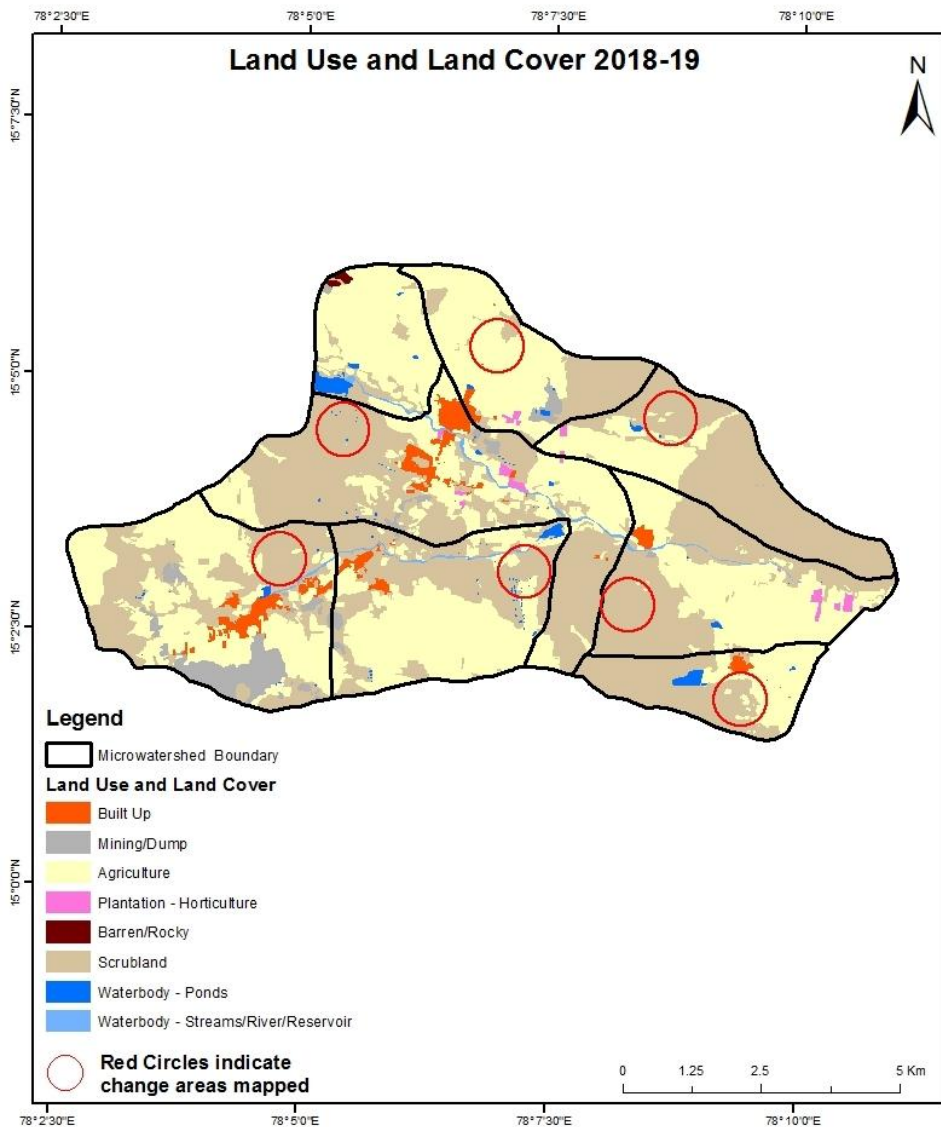 78°2'30"E 78°5'0"E 78°7'30"E 78°10'0"E
Land Use and Land Cover 2018-19
N
15°7'30"N
15°5'0"N
15°2'30"N
15°0'0"N
Legend
Microwatershed Boundary
Land Use and Land Cover
Built Up
Mining/Dump
Agriculture
Plantation - Horticulture
Barren/Rocky
Scrubland
Waterbody - Ponds
Waterbody - Streams/River/Reservoir
Red Circles indicate
change areas mapped
0 1.25 2.5 5 Km
78°2'30"E 78°5'0"E 78°7'30"E 78°10'0"E